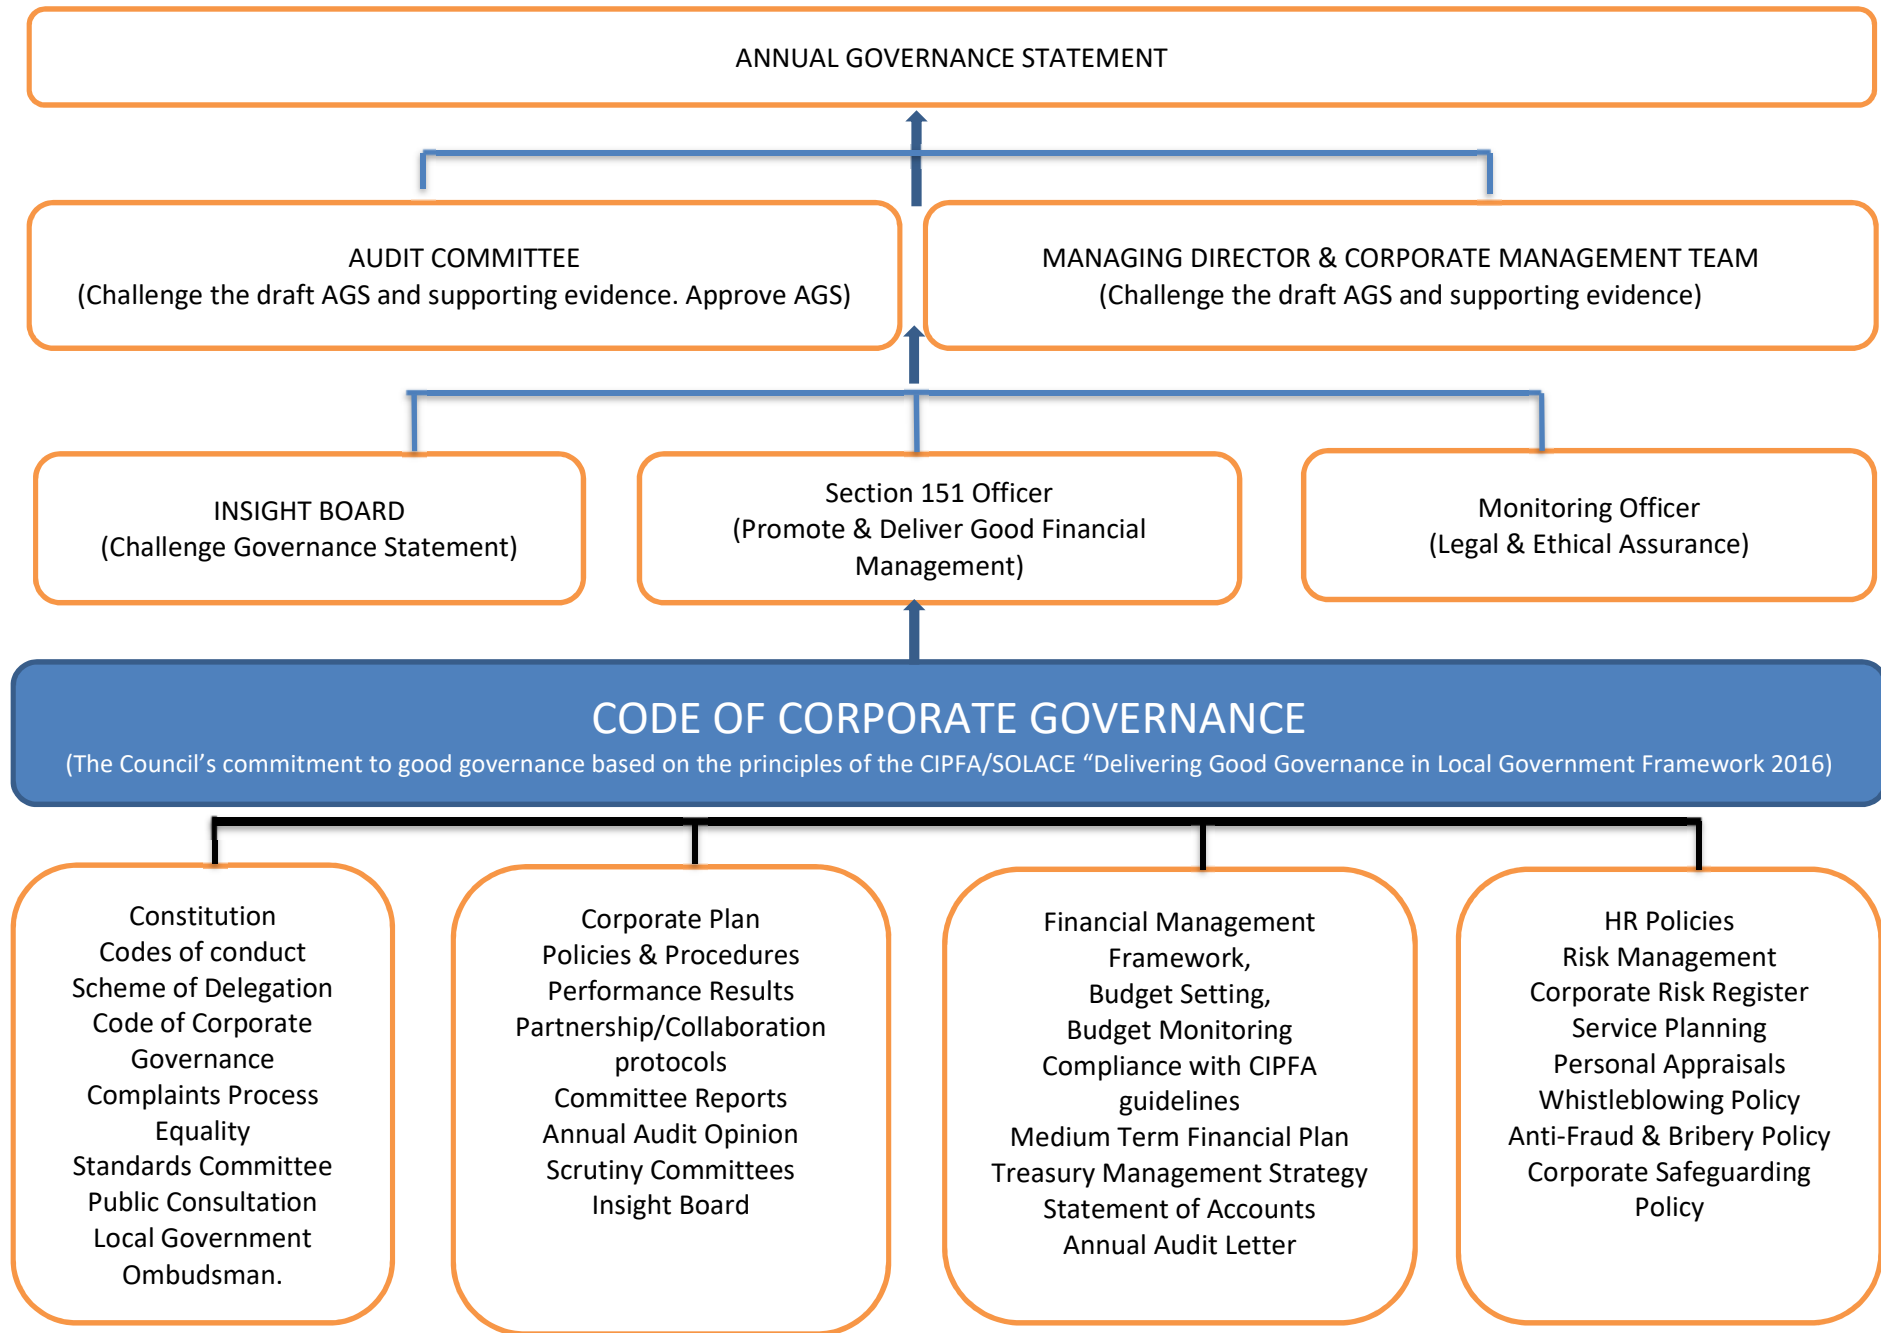 ANNUAL GOVERNANCE STATEMENT
AUDIT COMMITTEE
(Challenge the draft AGS and supporting evidence. Approve AGS)
MANAGING DIRECTOR & CORPORATE MANAGEMENT TEAM
(Challenge the draft AGS and supporting evidence)
INSIGHT BOARD
(Challenge Governance Statement)
Section 151 Officer
(Promote & Deliver Good Financial
Management)
Monitoring Officer
(Legal & Ethical Assurance)
CODE OF CORPORATE GOVERNANCE
(The Council’s commitment to good governance based on the principles of the CIPFA/SOLACE “Delivering Good Governance in Local Government Framework 2016)
Constitution
Codes of conduct
Scheme of Delegation
Code of Corporate
Governance
Complaints Process
Equality
Standards Committee
Public Consultation
Local Government
Ombudsman.
Corporate Plan
Policies & Procedures
Performance Results
Partnership/Collaboration
protocols
Committee Reports
Annual Audit Opinion
Scrutiny Committees
Insight Board
Financial Management
Framework,
Budget Setting,
Budget Monitoring
Compliance with CIPFA
guidelines
Medium Term Financial Plan
Treasury Management Strategy
Statement of Accounts
Annual Audit Letter
HR Policies
Risk Management
Corporate Risk Register
Service Planning
Personal Appraisals
Whistleblowing Policy
Anti-Fraud & Bribery Policy
Corporate Safeguarding
Policy